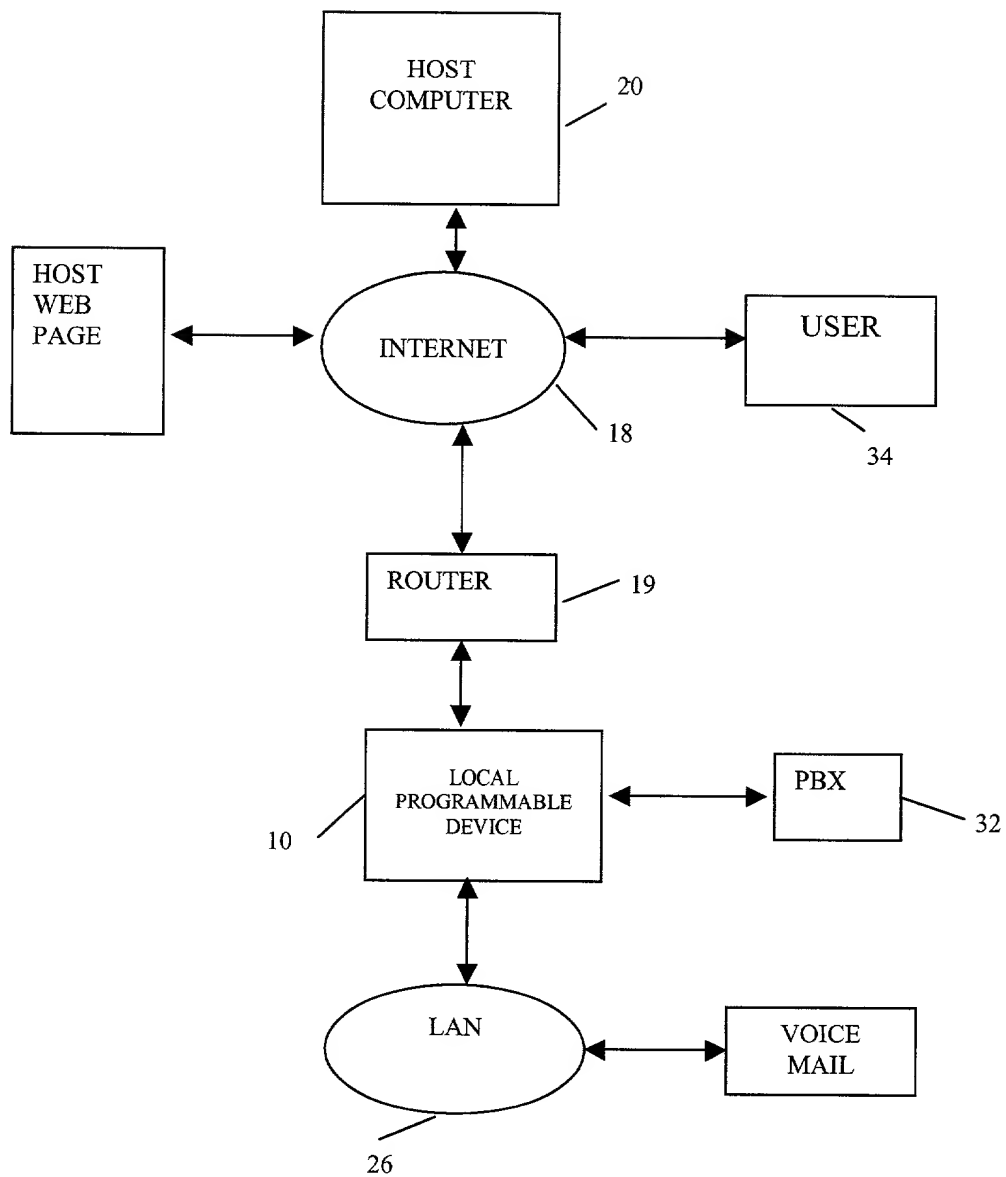 HOST
COMPUTER
20
HOST
WEB
PAGE
INTERNET
USER
18
34
ROUTER
19
LOCAL
PROGRAMMABLE
DEVICE
PBX
10
32
LAN
VOICE
MAIL
26